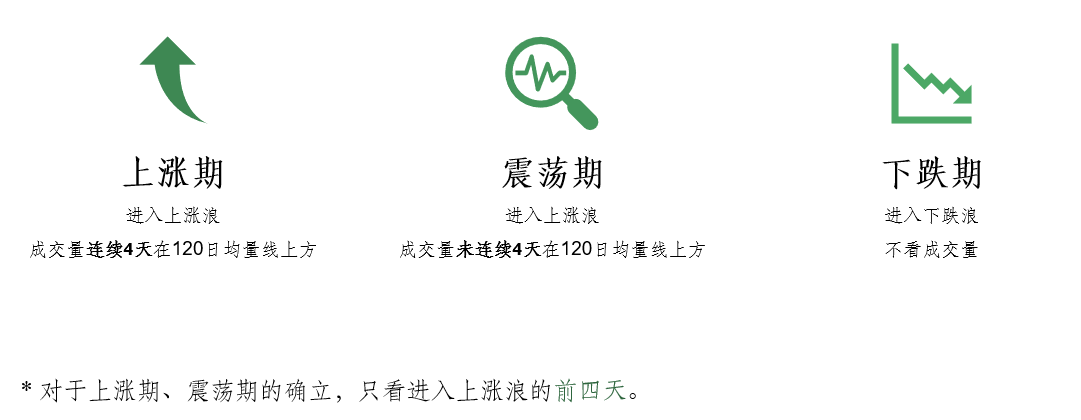 上涨期
进入上涨浪
成交量连续4天在120日均量线上方
震荡期
进入上涨浪
成交量未连续4天在120日均量线上方
下跌期
进入下跌浪
不看成交量
* 对于上涨期、震荡期的确立，只看进入上涨浪的前四天。